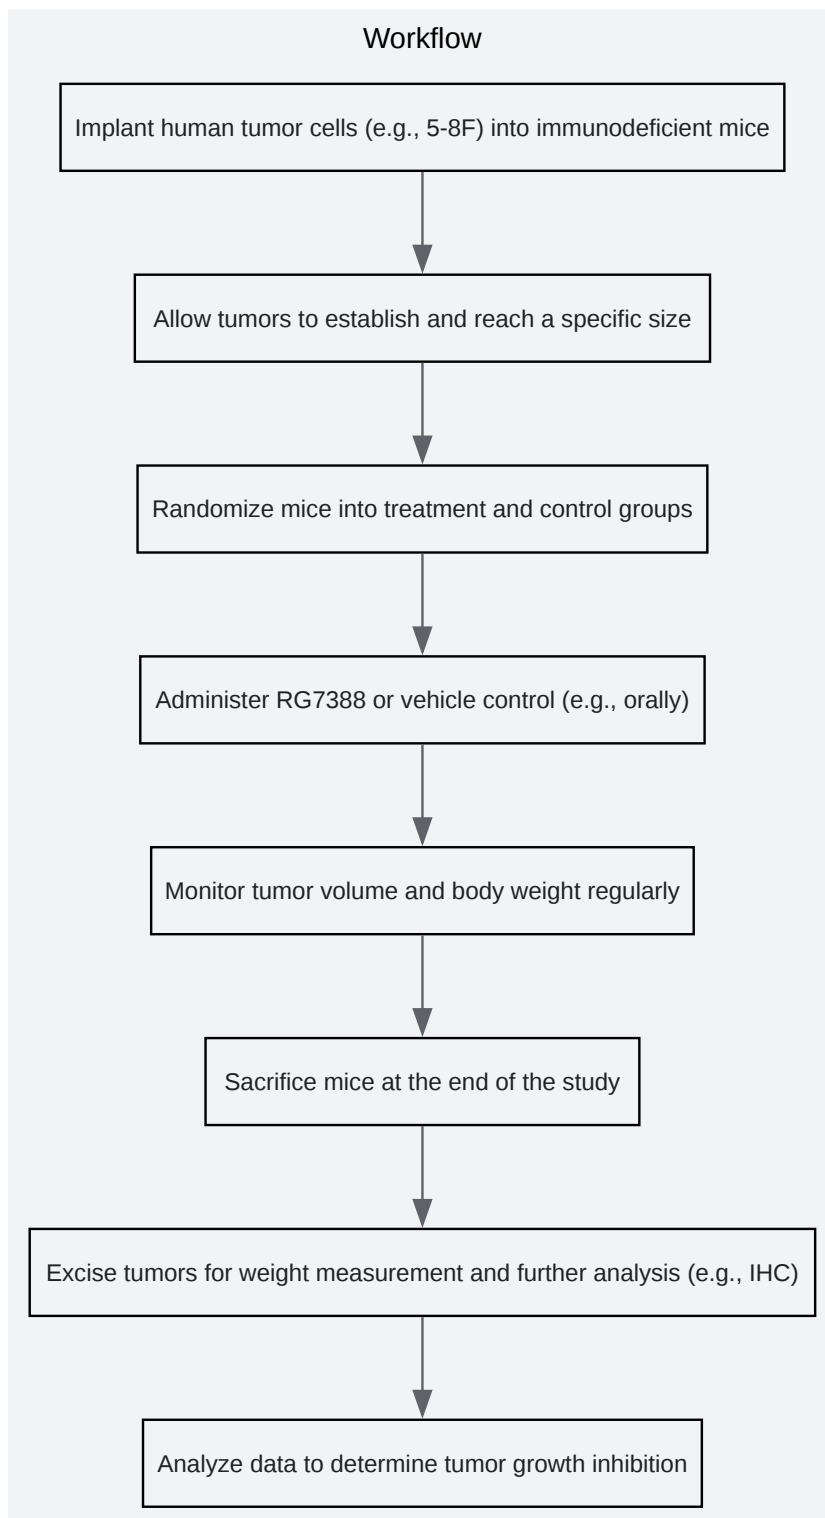 Workflow
Implant human tumor cells (e.g., 5-8F) into immunodeficient mice
Allow tumors to establish and reach a specific size
Randomize mice into treatment and control groups
Administer RG7388 or vehicle control (e.g., orally)
Monitor tumor volume and body weight regularly
Sacrifice mice at the end of the study
Excise tumors for weight measurement and further analysis (e.g., IHC)
Analyze data to determine tumor growth inhibition